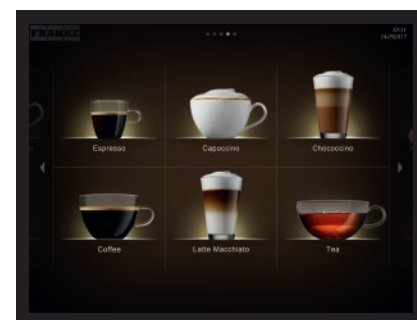 FRANKE
Espresso
Capuccino
Chococcino
Coffee
Latte Macchiato
Tea